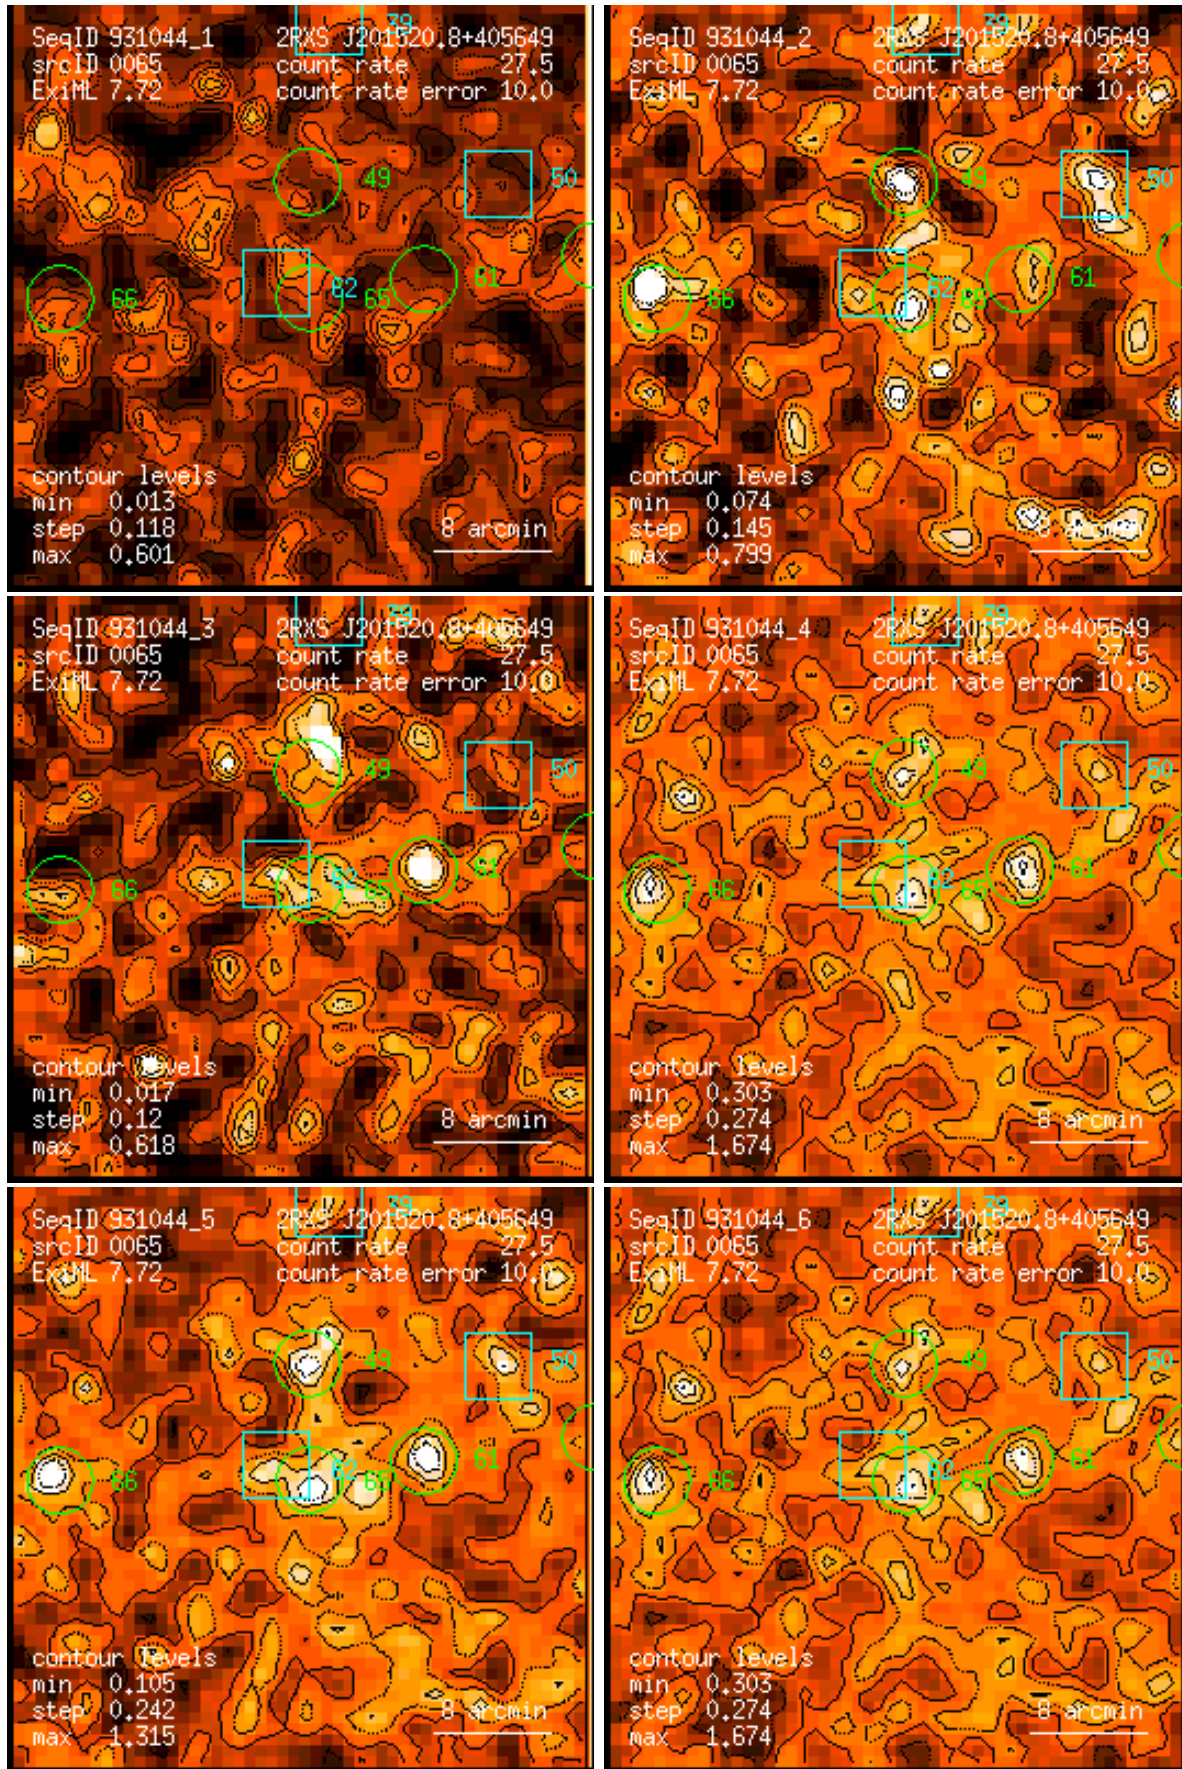 39
SeqID 931044_1 2RXS J201520.8+405649
srcID 0065 count rate 27.5
ExiML 7.72 count rate error 10.0
49
50
61
62
65
66
contour levels
min 0.013
step 0.118
max 0.601
8 arcmin
39
SeqID 931044_2 2RXS J201520.8+405649
srcID 0065 count rate 27.5
ExiML 7.72 count rate error 10.0
49
50
61
62
65
66
contour levels
min 0.074
step 0.145
max 0.799
8 arcmin
39
SeqID 931044_3 2RXS J201520.8+405649
srcID 0065 count rate 27.5
ExiML 7.72 count rate error 10.0
49
50
61
62
65
66
contour levels
min 0.017
step 0.12
max 0.618
8 arcmin
39
SeqID 931044_4 2RXS J201520.8+405649
srcID 0065 count rate 27.5
ExiML 7.72 count rate error 10.0
49
50
61
62
65
66
contour levels
min 0.303
step 0.274
max 1.674
8 arcmin
39
SeqID 931044_5 2RXS J201520.8+405649
srcID 0065 count rate 27.5
ExiML 7.72 count rate error 10.0
49
50
61
62
65
66
contour levels
min 0.105
step 0.242
max 1.315
8 arcmin
39
SeqID 931044_6 2RXS J201520.8+405649
srcID 0065 count rate 27.5
ExiML 7.72 count rate error 10.0
49
50
61
62
65
66
contour levels
min 0.303
step 0.274
max 1.674
8 arcmin